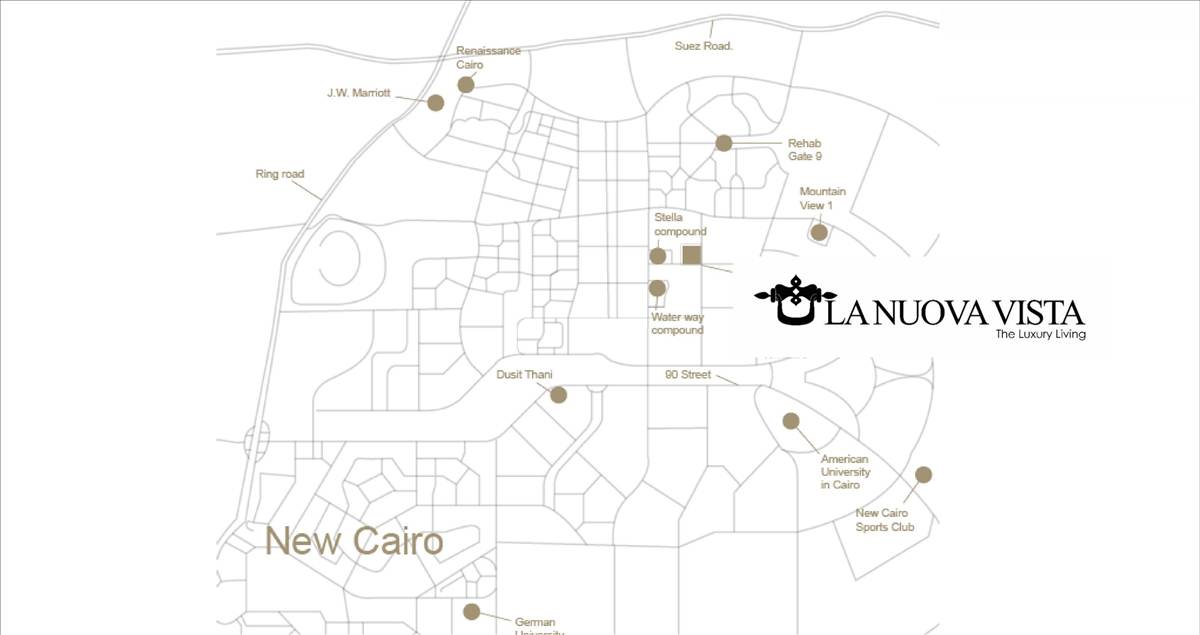 Suez Road.
Renaissance
Cairo
J.W. Marriott
Rehab
Gate 9
Ring road
Mountain
View 1
Stella
compound
LA NUOVA VISTA
The Luxury Living
Water way
compound
Dusit Thani
90 Street
American
University
in Cairo
New Cairo
Sports Club
New Cairo
German
University